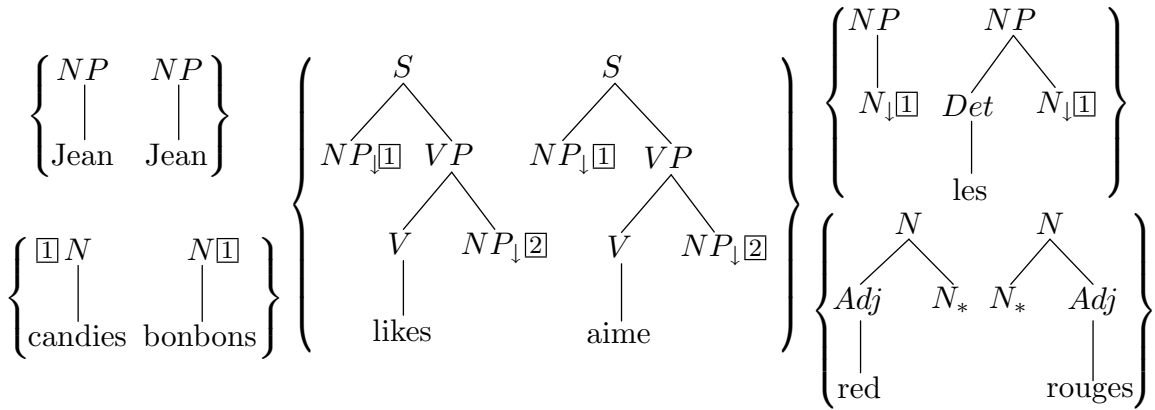 NP NP
Jean Jean
1 N N 1
candies bonbons
S S
NP↓1 VP NP↓1 VP
V NP↓2 V NP↓2
likes aime
NP NP
N↓1 Det N↓1
les
N N
Adj N* N* Adj
red rouges